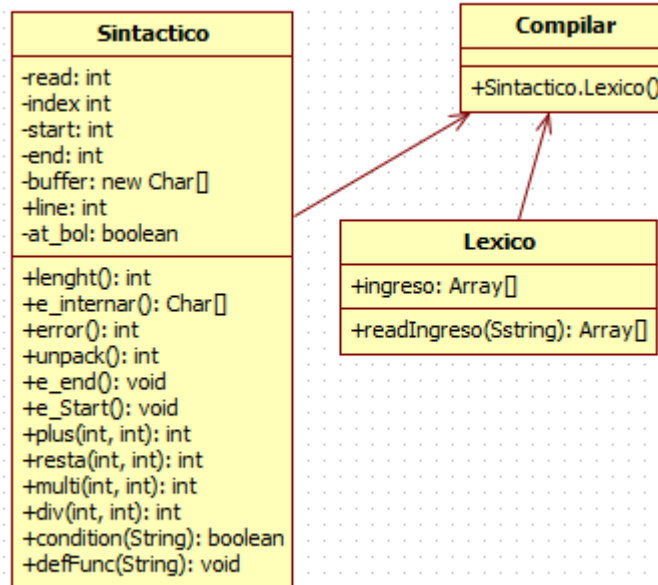 Sintactico
-read: int
-index int
-start: int
-end: int
-buffer: new Char[]
+line: int
-at_bol: boolean
+lenght(): int
+e_internar(): Char[]
+error(): int
+unpack(): int
+e_end(): void
+e_Start(): void
+plus(int, int): int
+resta(int, int): int
+multi(int, int): int
+div(int, int): int
+condition(String): boolean
+defFunc(String): void
Compilar
+Sintactico.Lexico()
Lexico
+ingreso: Array[]
+readIngreso(Sstring): Array[]